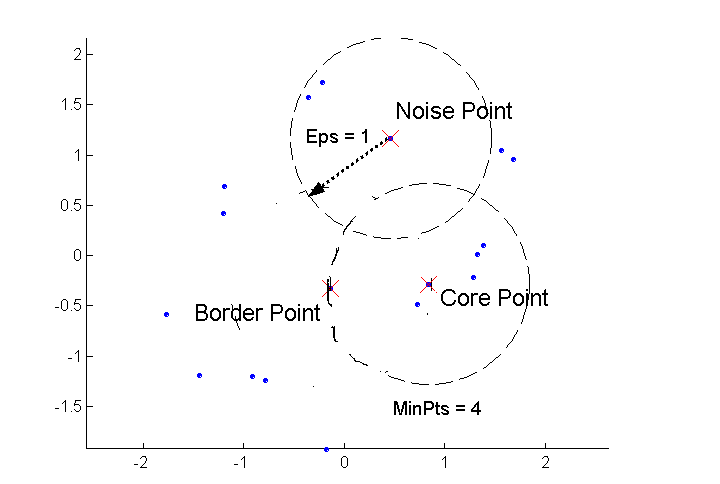 2
1.5
Noise Point
Eps = 1
1
0.5
0
-0.5
Border Point
Core Point
-1
MinPts = 4
-1.5
-2
-1
0
1
2